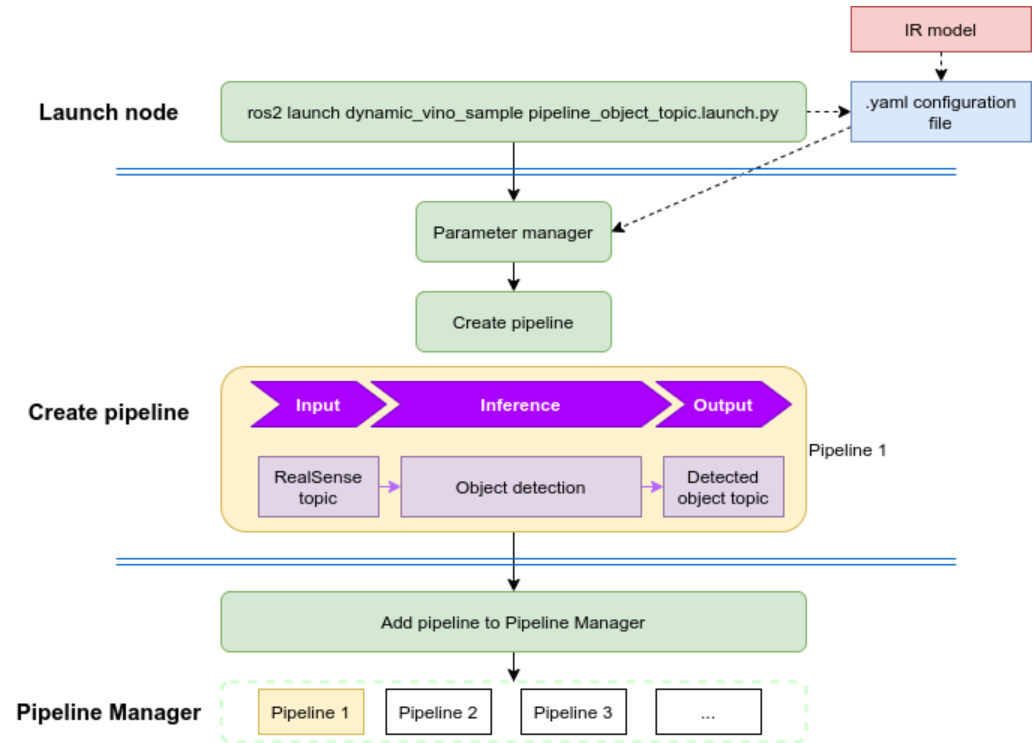 IR model
Launch node
ros2 launch dynamic_vino_sample pipeline_object_topic.launch.py
.yaml configuration
file
Parameter manager
Create pipeline
Create pipeline
Input
Inference
Output
Pipeline 1
RealSense
topic
Object detection
Detected
object topic
Add pipeline to Pipeline Manager
Pipeline Manager
Pipeline 1
Pipeline 2
Pipeline 3
...